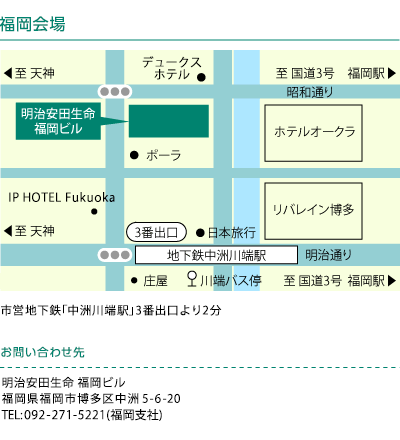 福岡会場
デュークス
ホテル
至 天神
至 国道3号 福岡駅
昭和通り
明治安田生命
福岡ビル
ホテルオークラ
ポーラ
IP HOTEL Fukuoka
リバレイン博多
至 天神
3番出口
日本旅行
地下鉄中洲川端駅
明治通り
庄屋
川端バス停
至 国道3号 福岡駅
市営地下鉄「中洲川端駅」3番出口より2分
お問い合わせ先
明治安田生命 福岡ビル
福岡県福岡市博多区中洲 5-6-20
TEL:092-271-5221(福岡支社)